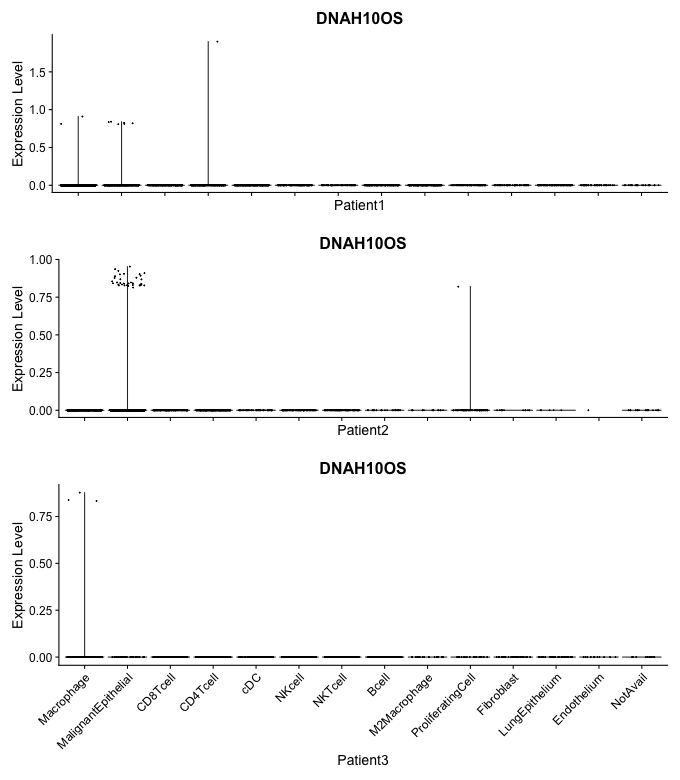 DNAH10OS
Expression Level
1.5
1.0
0.5
0.0
Patient1
DNAH10OS
Expression Level
1.00
0.75
0.50
0.25
0.00
Patient2
DNAH10OS
Expression Level
0.75
0.50
0.25
0.00
Macrophage
MalignantEpithelial
CD8Tcell
CD4Tcell
cDC
NKcell
NKTcell
Bcell
M2Macrophage
ProliferatingCell
Fibroblast
LungEpithelium
Endothelium
NotAvail
Patient3